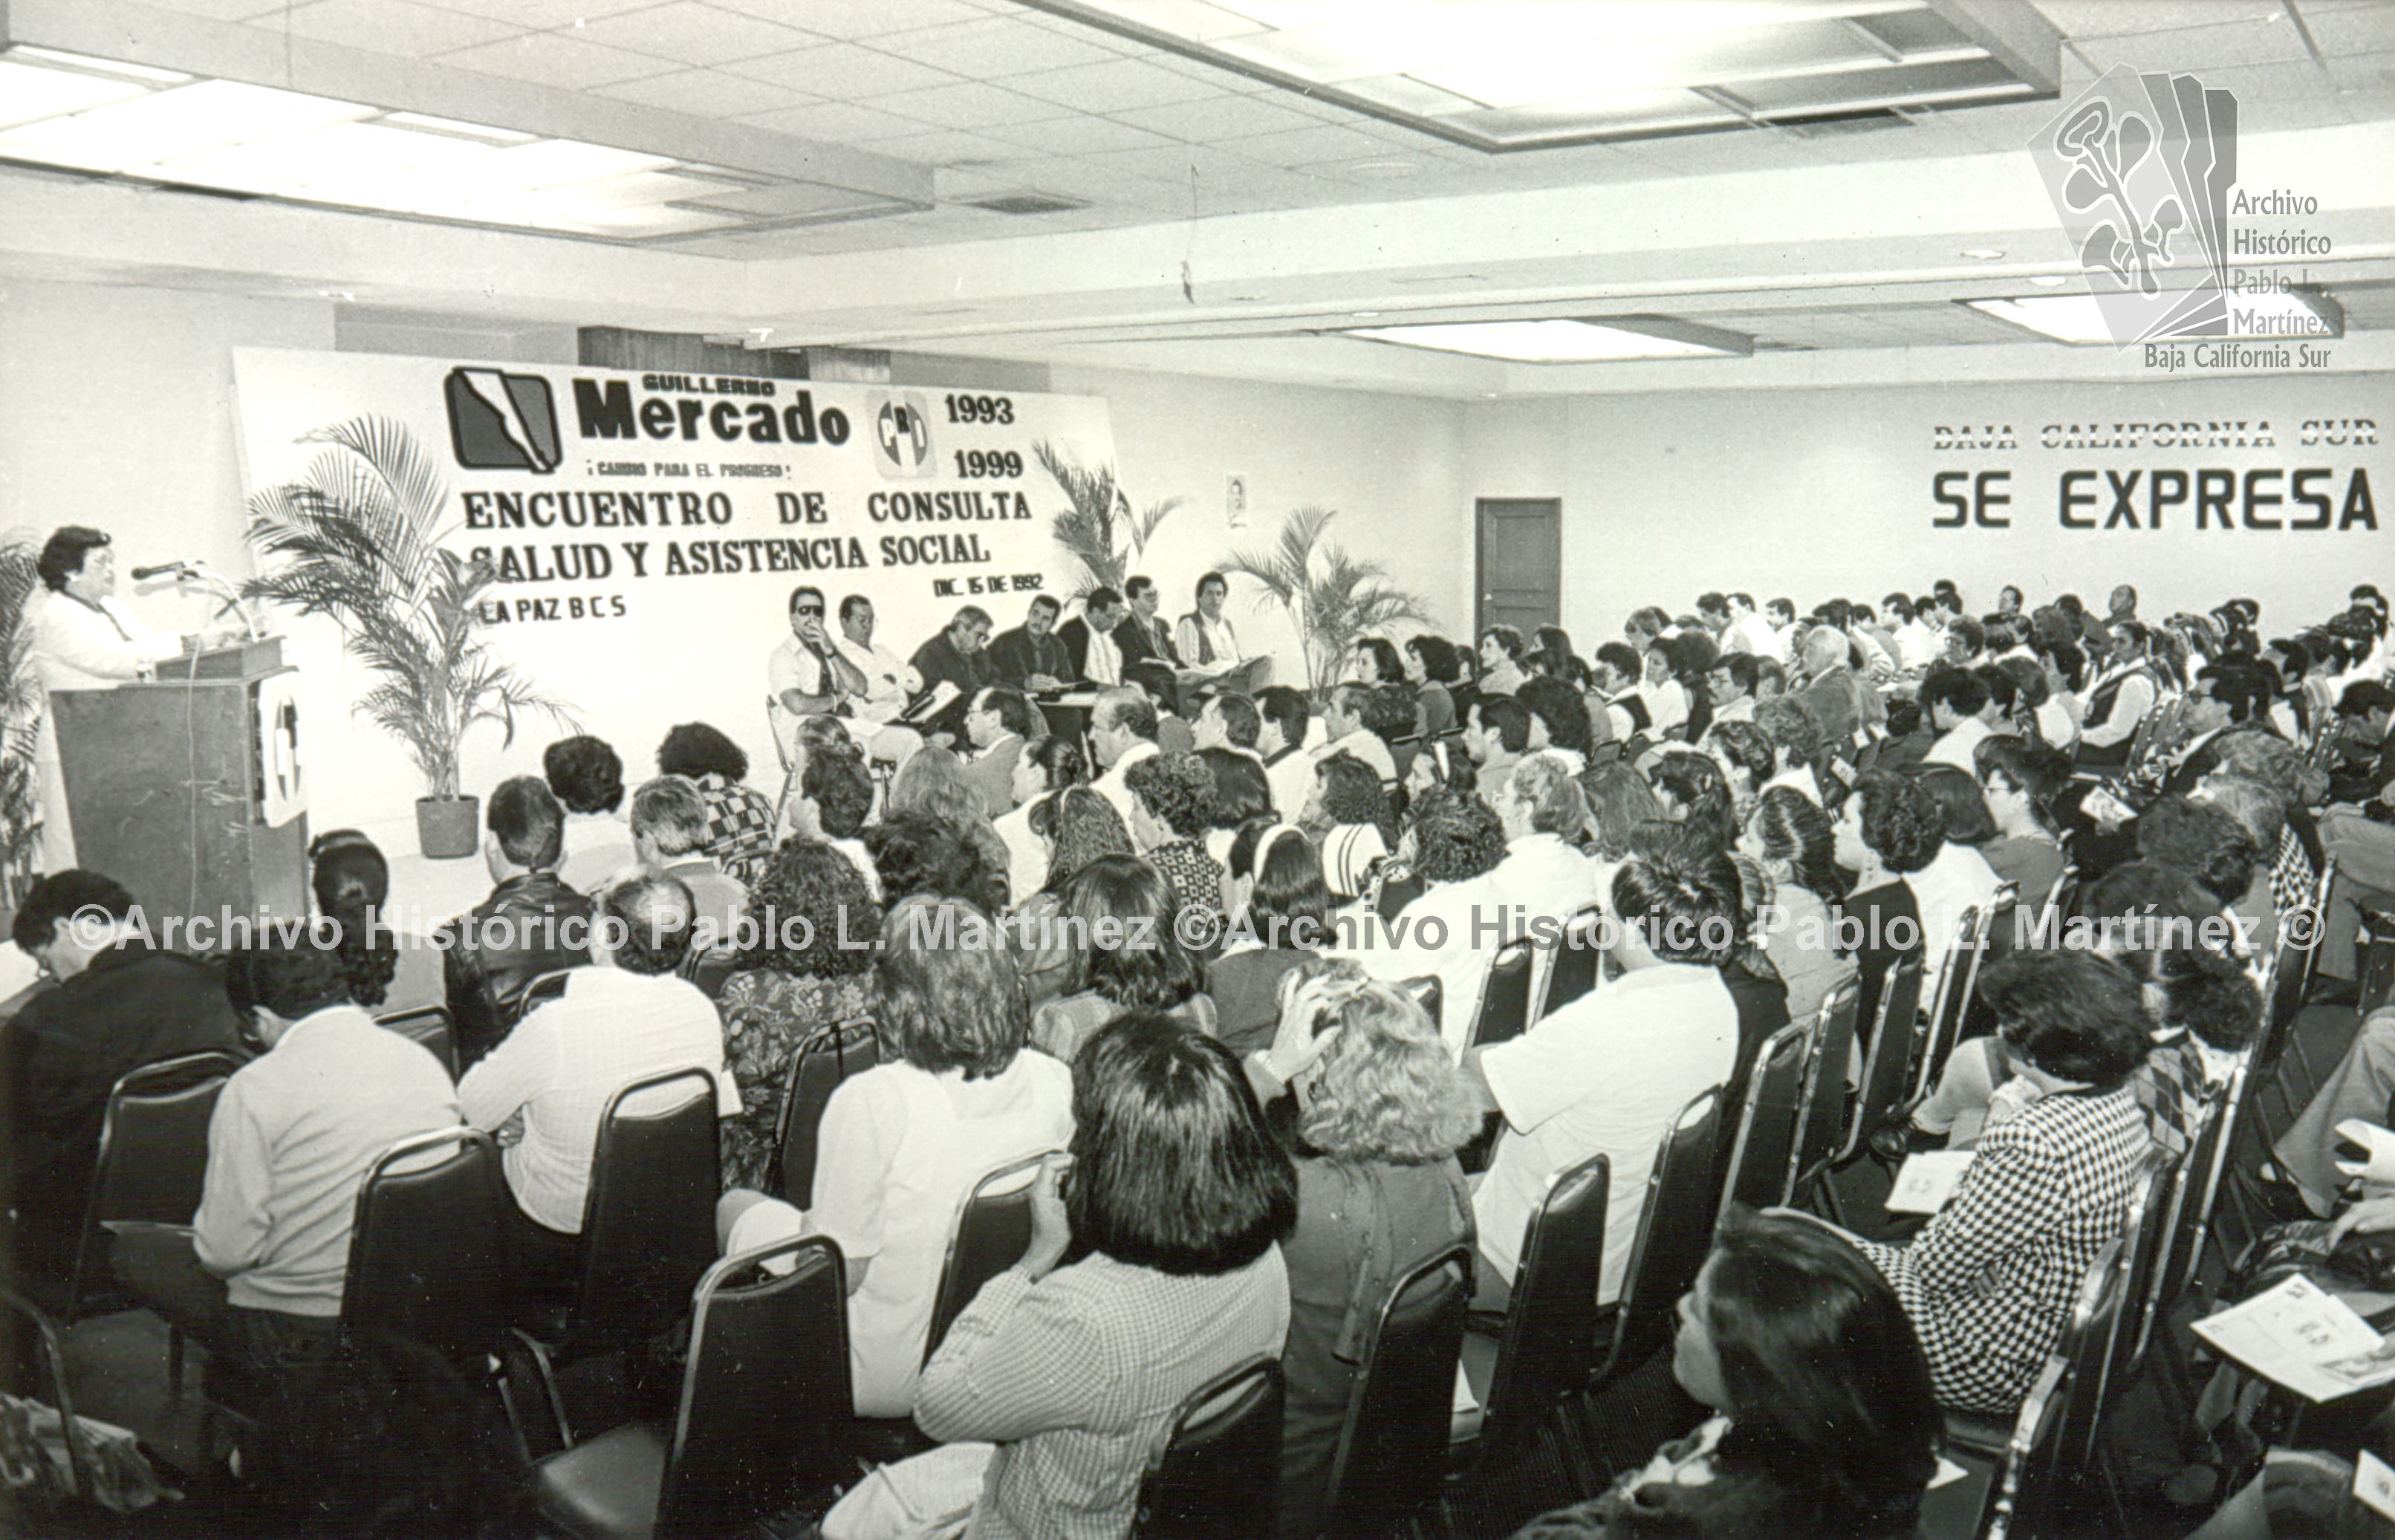 GUILLERMO
Mercado
¡CAMBIO PARA EL PROGRESO!
PRI
1993
1999
ENCUENTRO DE CONSULTA
SALUD Y ASISTENCIA SOCIAL
DIC. 15 DE 1992
LA PAZ B C S
BAJA CALIFORNIA SUR
SE EXPRESA
Archivo
Histórico
Pablo L.
Martínez
Baja California Sur
©Archivo Histórico Pablo L. Martínez ©Archivo Histórico Pablo L. Martínez ©